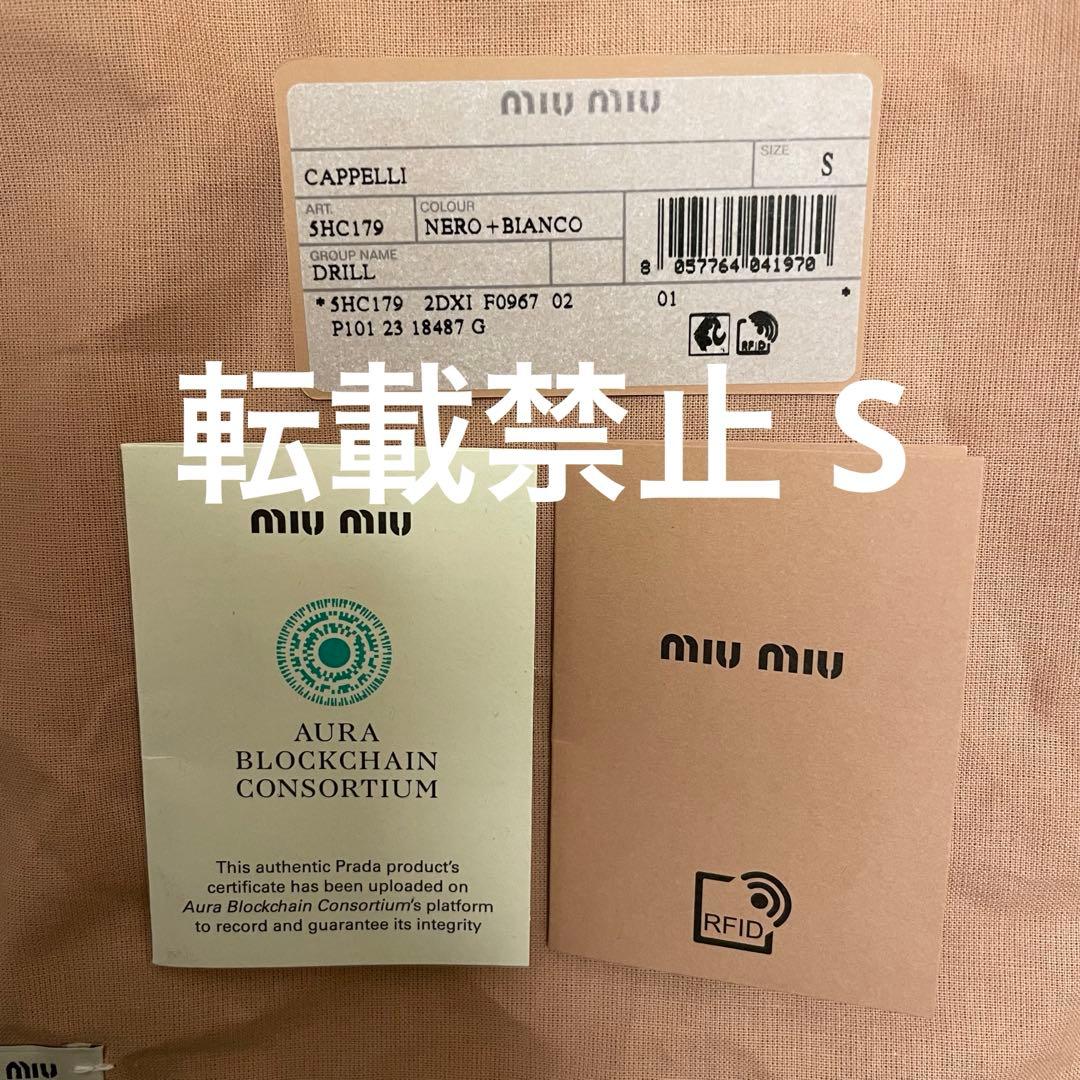 miu miu
SIZE
S
CAPPELLI
ART.
5HC179
COLOUR
NERO+BIANCO
GROUP NAME
DRILL
8 057764 041970
*5HC179 2DXI F0967 02 01 *
P101 23 18487 G
RFID
転載禁止 S
miu miu
AURA
BLOCKCHAIN
CONSORTIUM
This authentic Prada product's
certificate has been uploaded on
Aura Blockchain Consortium's platform
to record and guarantee its integrity
miu miu
RFID
miu